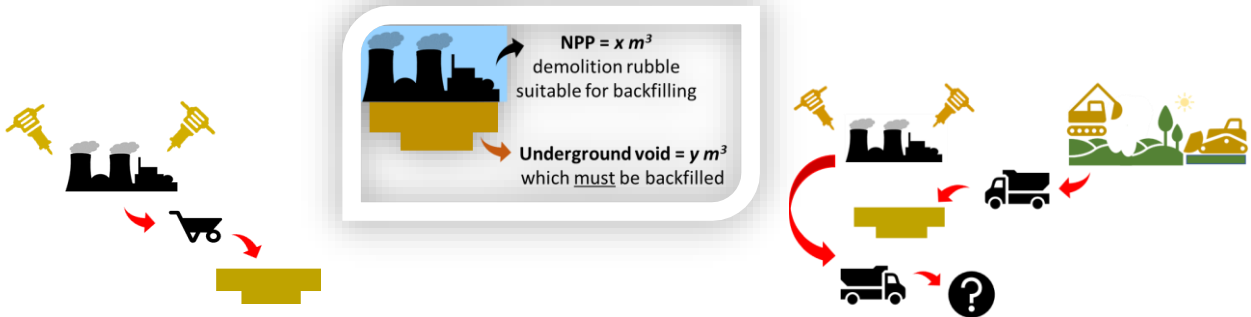 NPP = x m³
demolition rubble
suitable for backfilling
Underground void = y m³
which must be backfilled
?